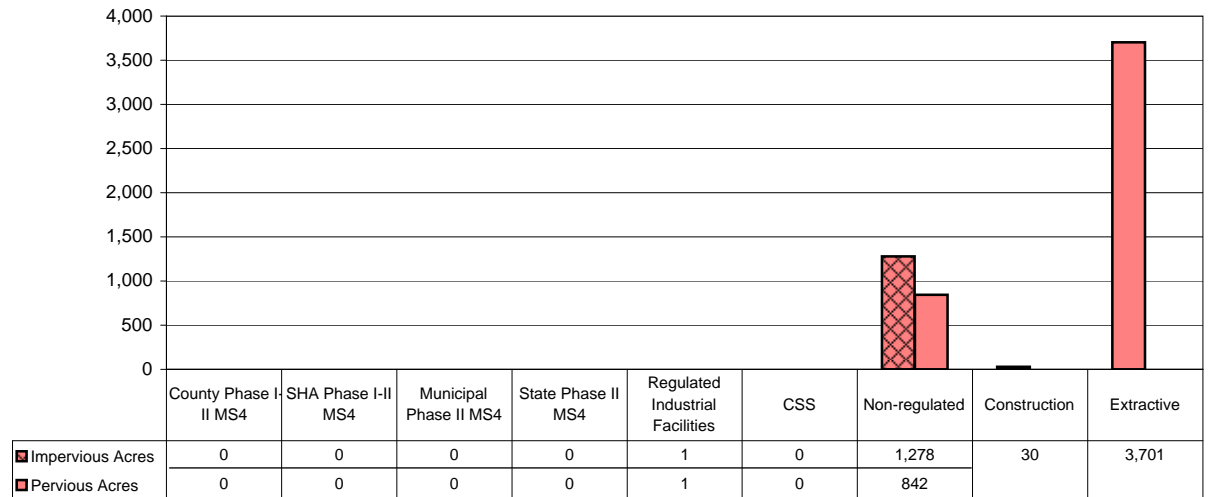 4,000
3,500
3,000
2,500
2,000
1,500
1,000
500
0
County Phase I-
II MS4
SHA Phase I-II
MS4
Municipal
Phase II MS4
State Phase II
MS4
Regulated
Industrial
Facilities
CSS
Non-regulated
Construction
Extractive
Impervious Acres 0 0 0 0 1 0 1,278 30 3,701
Pervious Acres 0 0 0 0 1 0 842